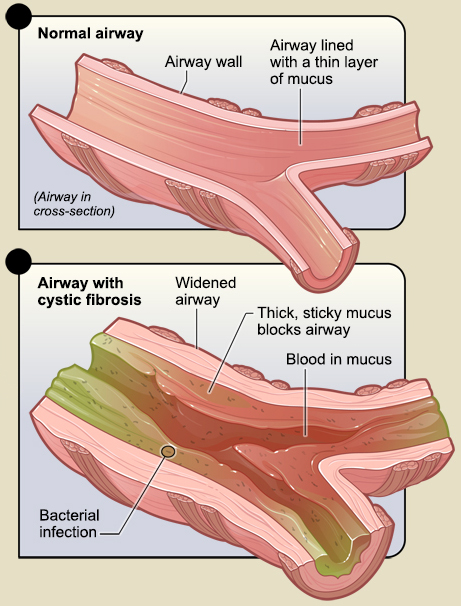 Normal airway
Airway wall
Airway lined
with a thin layer
of mucus
(Airway in
cross-section)
Airway with
cystic fibrosis
Widened
airway
Thick, sticky mucus
blocks airway
Blood in mucus
Bacterial
infection